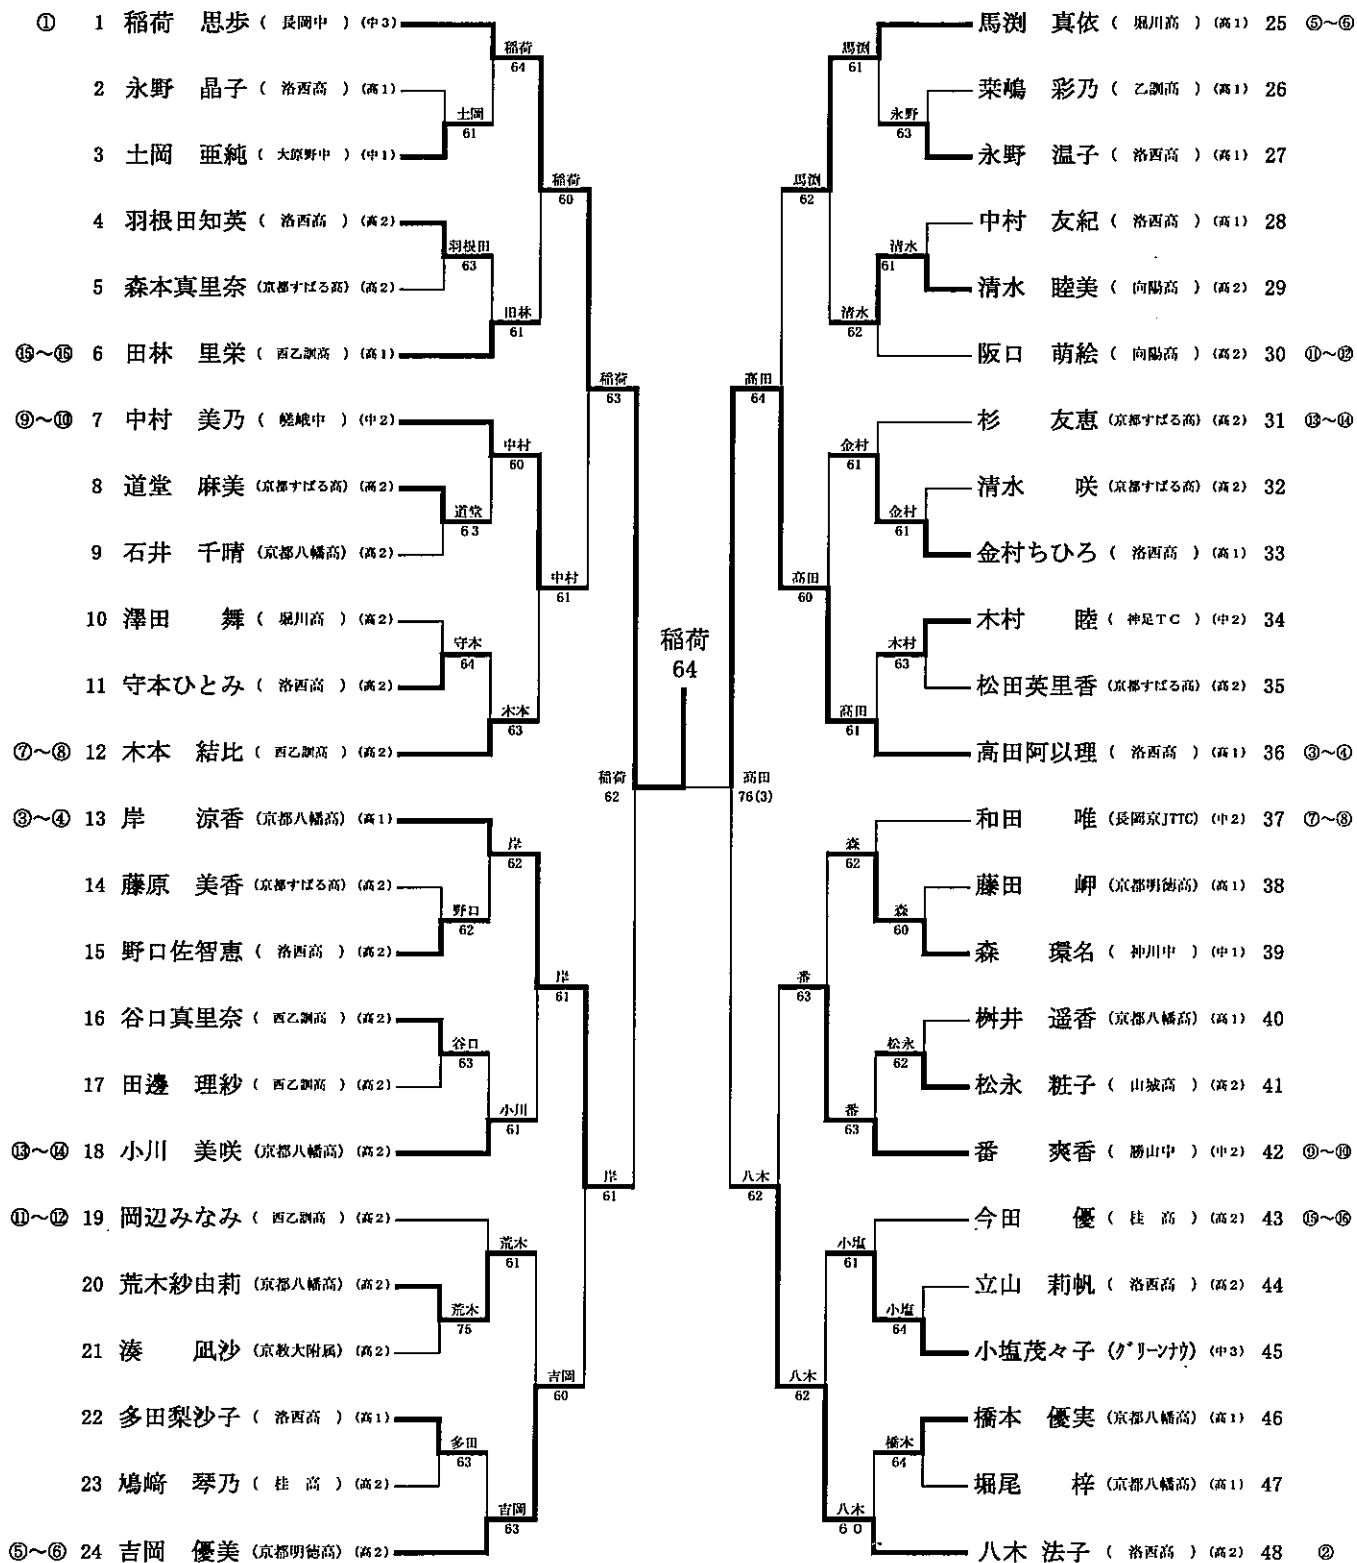 ① 1 稲荷 思歩 ( 長岡中 ) (中3)
2 永野 晶子 ( 洛西高 ) (高1)
3 土岡 亜純 ( 大原野中 ) (中1)
4 羽根田知英 ( 洛西高 ) (高2)
5 森本真里奈 (京都すばる高) (高2)
⑮～⑯ 6 田林 里栄 ( 西乙訓高 ) (高1)
⑨～⑩ 7 中村 美乃 ( 嵯峨中 ) (中2)
8 道堂 麻美 (京都すばる高) (高2)
9 石井 千晴 (京都八幡高) (高2)
10 澤田 舞 ( 堀川高 ) (高2)
11 守本ひとみ ( 洛西高 ) (高2)
⑦～⑧ 12 木本 結比 ( 西乙訓高 ) (高2)
③～④ 13 岸 涼香 (京都八幡高) (高1)
14 藤原 美香 (京都すばる高) (高2)
15 野口佐智恵 ( 洛西高 ) (高2)
16 谷口真里奈 ( 西乙訓高 ) (高2)
17 田邊 理紗 ( 西乙訓高 ) (高2)
⑬～⑭ 18 小川 美咲 (京都八幡高) (高2)
⑪～⑫ 19 岡辺みなみ ( 西乙訓高 ) (高2)
20 荒木紗由莉 (京都八幡高) (高2)
21 湊 凪沙 (京教大附属) (高2)
22 多田梨沙子 ( 洛西高 ) (高1)
23 鳩﨑 琴乃 ( 桂 高 ) (高2)
⑤～⑥ 24 吉岡 優美 (京都明徳高) (高2)
土岡
61
羽根田
63
道堂
63
守本
64
野口
62
谷口
63
荒木
75
多田
63
稲荷
64
旧林
61
中村
60
木本
63
岸
62
小川
61
荒木
61
吉岡
63
稲荷
60
中村
61
岸
61
吉岡
60
稲荷
63
岸
61
稲荷
62
稲荷
64
高田
76(3)
高田
64
八木
62
馬渕
62
高田
60
番
63
八木
62
馬渕
61
清水
62
金村
61
高田
61
森
62
番
63
小塩
61
八木
60
永野
63
清水
61
金村
61
木村
63
森
60
松永
62
小塩
64
橋本
64
馬渕 真依 ( 堀川高 ) (高1) 25 ⑤～⑥
栞嶋 彩乃 ( 乙訓高 ) (高1) 26
永野 温子 ( 洛西高 ) (高1) 27
中村 友紀 ( 洛西高 ) (高1) 28
清水 睦美 ( 向陽高 ) (高2) 29
阪口 萌絵 ( 向陽高 ) (高2) 30 ⑪～⑫
杉 友恵 (京都すばる高) (高2) 31 ⑬～⑭
清水 咲 (京都すばる高) (高2) 32
金村ちひろ ( 洛西高 ) (高1) 33
木村 睦 ( 神足TC ) (中2) 34
松田英里香 (京都すばる高) (高2) 35
高田阿以理 ( 洛西高 ) (高1) 36 ③～④
和田 唯 (長岡京JTTC) (中2) 37 ⑦～⑧
藤田 岬 (京都明徳高) (高1) 38
森 環名 ( 神川中 ) (中1) 39
桝井 遥香 (京都八幡高) (高1) 40
松永 粧子 ( 山城高 ) (高2) 41
番 爽香 ( 勝山中 ) (中2) 42 ⑨～⑩
今田 優 ( 桂 高 ) (高2) 43 ⑮～⑯
立山 莉帆 ( 洛西高 ) (高2) 44
小塩茂々子 (グリーンナウ) (中3) 45
橋本 優実 (京都八幡高) (高1) 46
堀尾 梓 (京都八幡高) (高1) 47
八木 法子 ( 洛西高 ) (高2) 48 ②